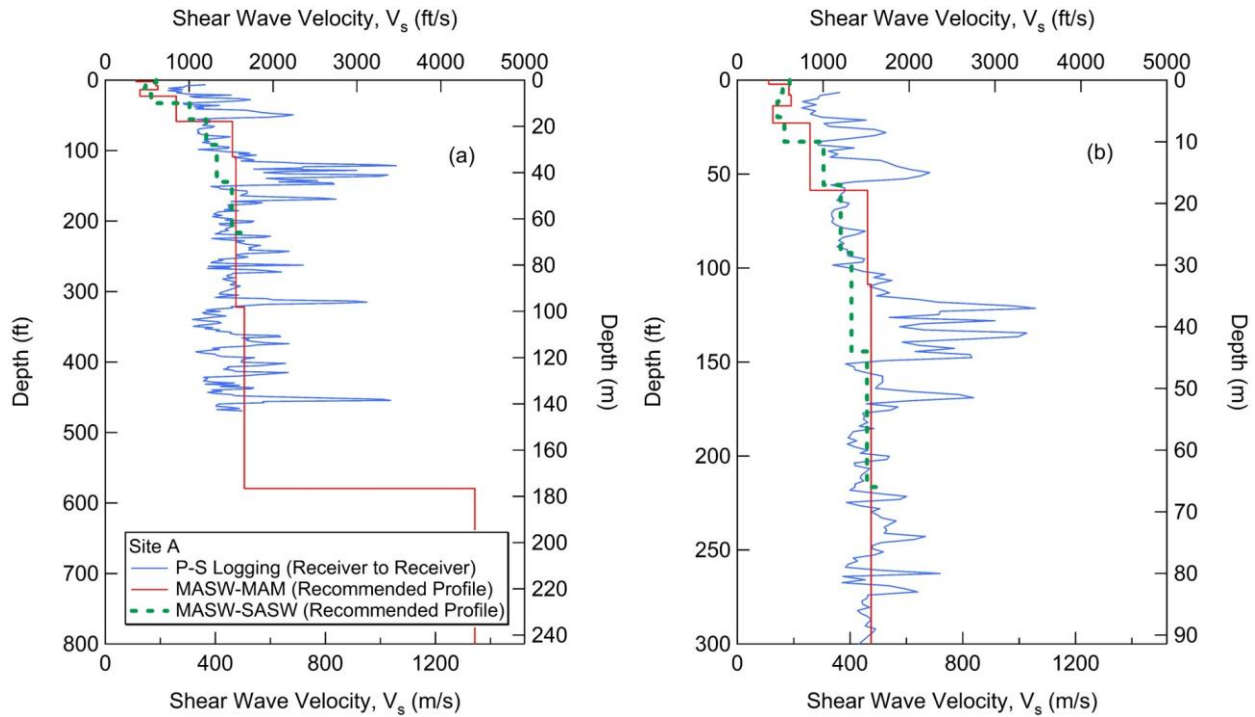 Shear Wave Velocity, Vs (ft/s)
0 1000 2000 3000 4000 5000
Depth (ft)
0
100
200
300
400
500
600
700
800
0
20
40
60
80
100
120
140
160
180
200
220
240
Depth (m)
(a)
Site A
P-S Logging (Receiver to Receiver)
MASW-MAM (Recommended Profile)
MASW-SASW (Recommended Profile)
0 400 800 1200
Shear Wave Velocity, Vs (m/s)
Shear Wave Velocity, Vs (ft/s)
0 1000 2000 3000 4000 5000
Depth (ft)
0
50
100
150
200
250
300
0
10
20
30
40
50
60
70
80
90
Depth (m)
(b)
0 400 800 1200
Shear Wave Velocity, Vs (m/s)